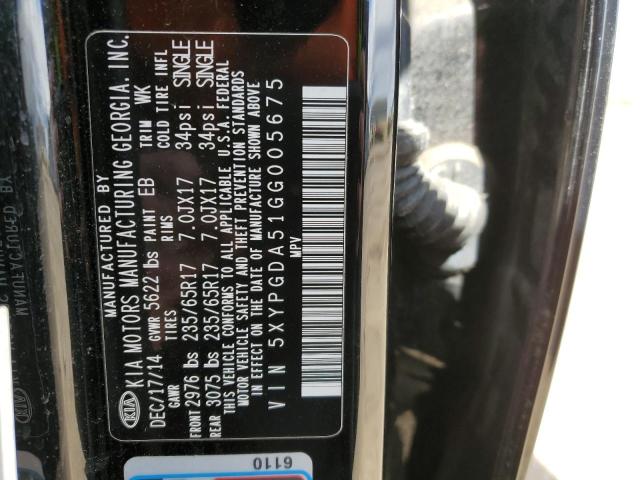 MANUFACTURED BY
KIA KIA MOTORS MANUFACTURING GEORGIA, INC.
DEC/17/14 GVWR 5622 lbs PAINT EB TRIM WK
GAWR TIRES RIMS COLD TIRE INFL
FRONT 2976 lbs 235/65R17 7.0JX17 34psi SINGLE
REAR 3075 lbs 235/65R17 7.0JX17 34psi SINGLE
THIS VEHICLE CONFORMS TO ALL APPLICABLE U.S.A. FEDERAL
MOTOR VEHICLE SAFETY AND THEFT PREVENTION STANDARDS
IN EFFECT ON THE DATE OF MANUFACTURE SHOWN ABOVE
VIN 5XYPGDA51GG005675
MPV
6110